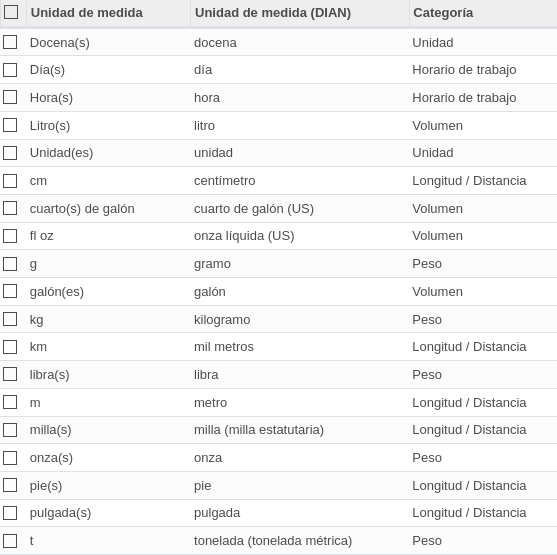 Unidad de medida Unidad de medida (DIAN) Categoría
Docena(s) docena Unidad
Día(s) día Horario de trabajo
Hora(s) hora Horario de trabajo
Litro(s) litro Volumen
Unidad(es) unidad Unidad
cm centímetro Longitud / Distancia
cuarto(s) de galón cuarto de galón (US) Volumen
fl oz onza líquida (US) Volumen
g gramo Peso
galón(es) galón Volumen
kg kilogramo Peso
km mil metros Longitud / Distancia
libra(s) libra Peso
m metro Longitud / Distancia
milla(s) milla (milla estatutaria) Longitud / Distancia
onza(s) onza Peso
pie(s) pie Longitud / Distancia
pulgada(s) pulgada Longitud / Distancia
t tonelada (tonelada métrica) Peso